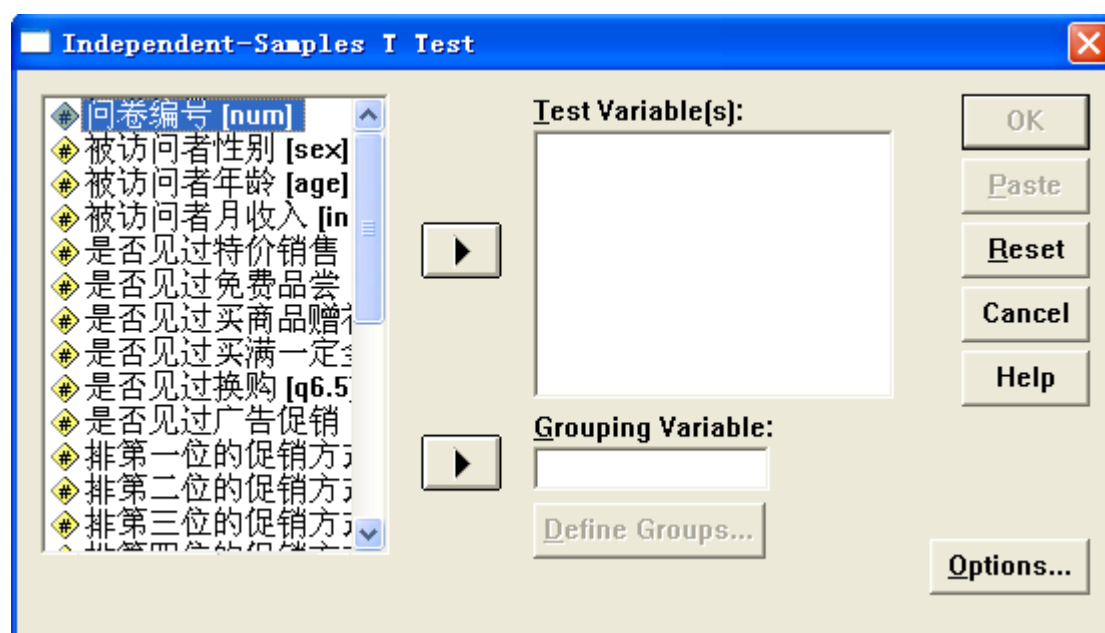 Independent-Samples T Test
问卷编号 [num]
被访问者性别 [sex]
被访问者年龄 [age]
被访问者月收入 [in
是否见过特价销售
是否见过免费品尝
是否见过买商品赠
是否见过买满一定
是否见过换购 [q6.5
是否见过广告促销
排第一位的促销方
排第二位的促销方
排第三位的促销方
Test Variable(s):
Grouping Variable:
Define Groups...
OK
Paste
Reset
Cancel
Help
Options...